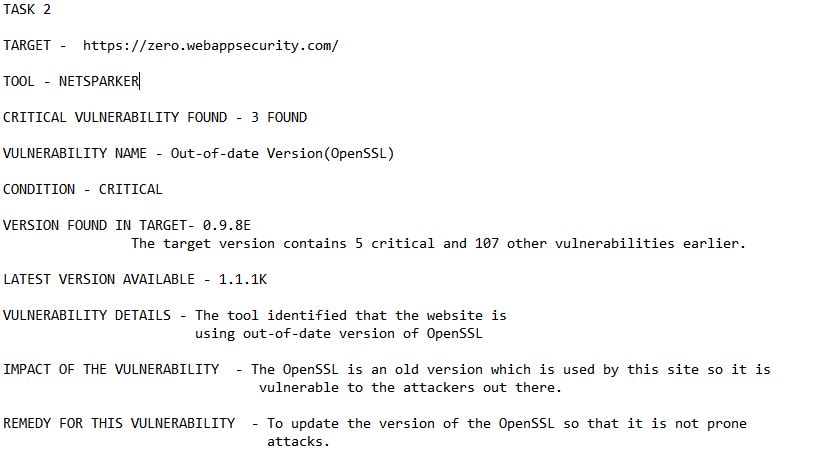 TASK 2
TARGET -  https://zero.webappsecurity.com/
TOOL - NETSPARKER
CRITICAL VULNERABILITY FOUND - 3 FOUND
VULNERABILITY NAME - Out-of-date Version(OpenSSL)
CONDITION - CRITICAL
VERSION FOUND IN TARGET- 0.9.8E
The target version contains 5 critical and 107 other vulnerabilities earlier.
LATEST VERSION AVAILABLE - 1.1.1K
VULNERABILITY DETAILS - The tool identified that the website is
using out-of-date version of OpenSSL
IMPACT OF THE VULNERABILITY  - The OpenSSL is an old version which is used by this site so it is
vulnerable to the attackers out there.
REMEDY FOR THIS VULNERABILITY  - To update the version of the OpenSSL so that it is not prone
attacks.